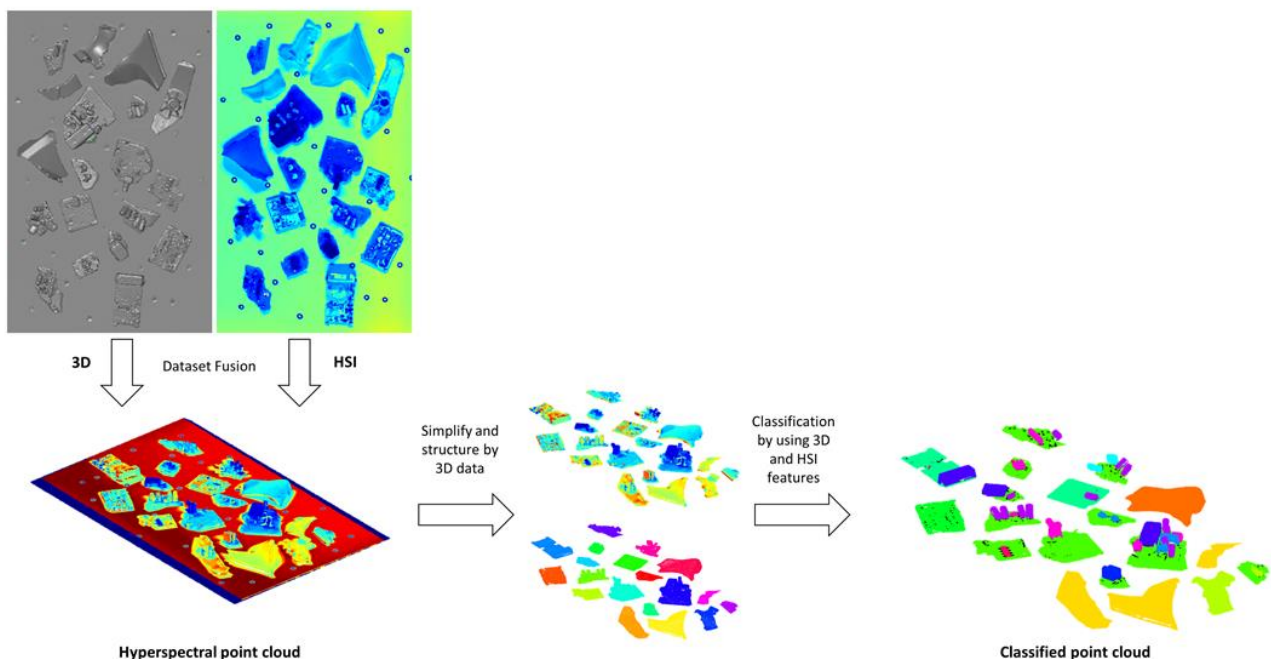 3D
Dataset Fusion
HSI
Simplify and
structure by
3D data
Classification
by using 3D
and HSI
features
Hyperspectral point cloud
Classified point cloud